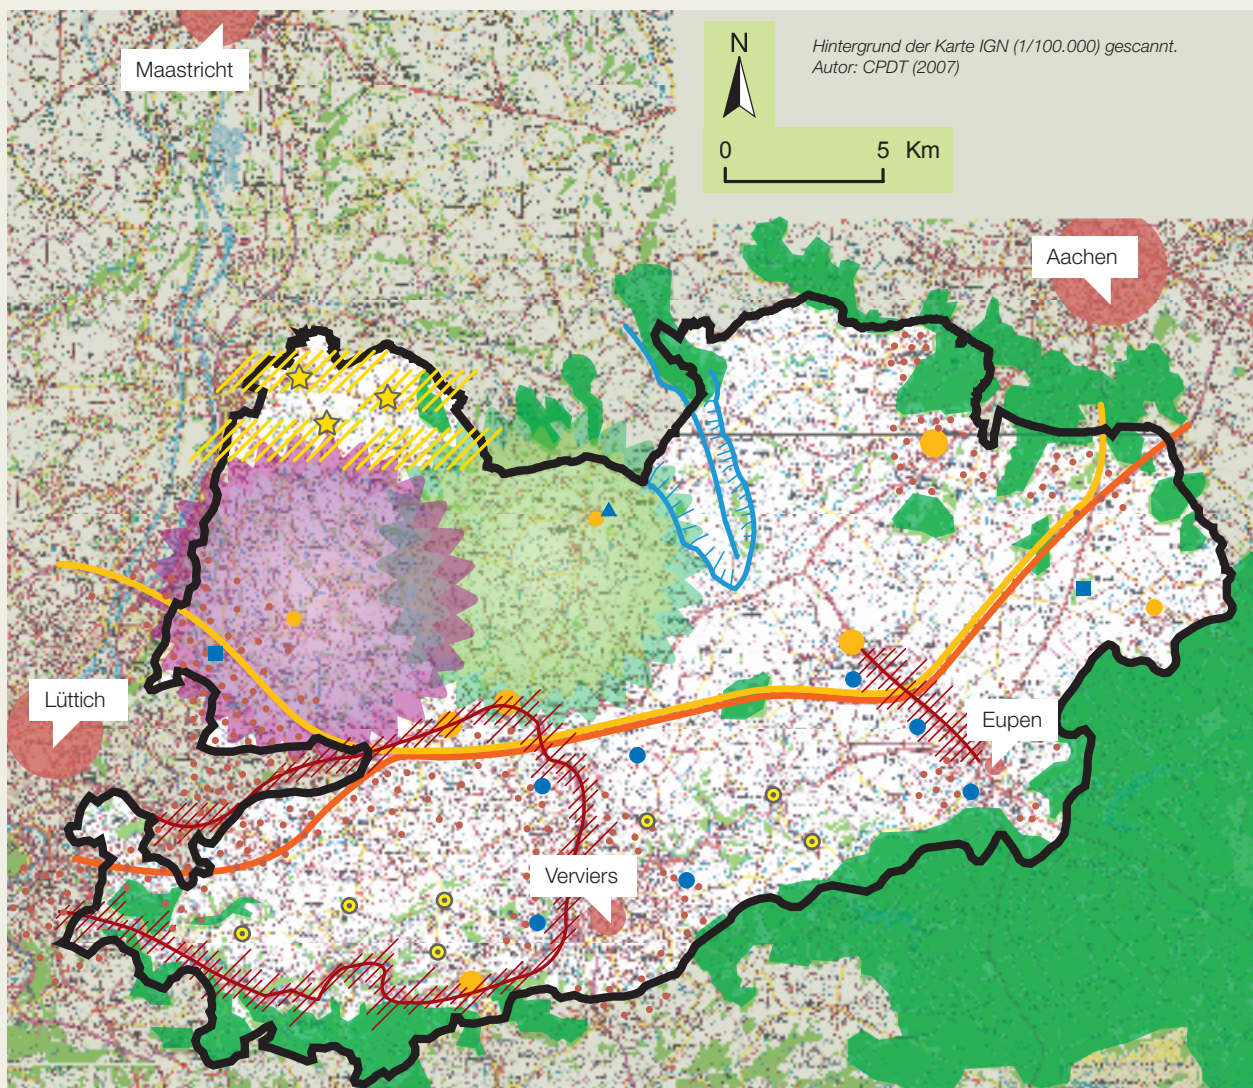 Maastricht
N
Hintergrund der Karte IGN (1/100.000) gescannt.
Autor: CPDT (2007)
0 5 Km
Aachen
Lüttich
Eupen
Verviers